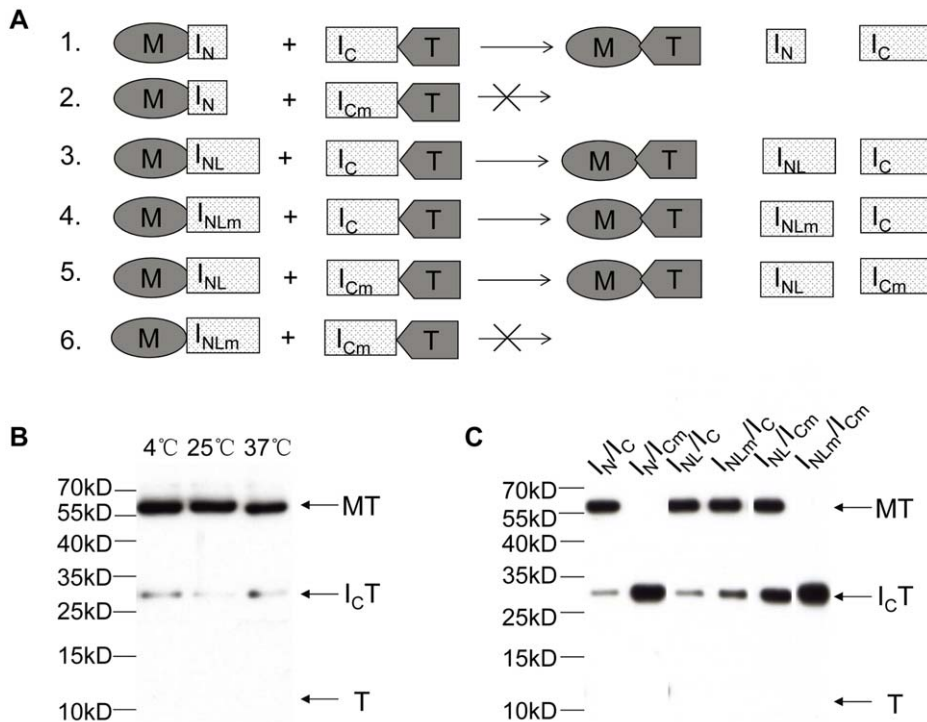 A
1. M I_N + I_C T M T I_N I_C
2. M I_N + I_Cm T
3. M I_NL + I_C T M T I_NL I_C
4. M I_NLm + I_C T M T I_NLm I_C
5. M I_NL + I_Cm T M T I_NL I_Cm
6. M I_NLm + I_Cm T
B
4℃ 25℃ 37℃
70kD
55kD
40kD
35kD
25kD
15kD
10kD
MT
I_CT
T
C
I_N/I_C
I_N/I_Cm
I_NL/I_C
I_NLm/I_C
I_NL/I_Cm
I_NLm/I_Cm
70kD
55kD
40kD
35kD
25kD
15kD
10kD
MT
I_CT
T